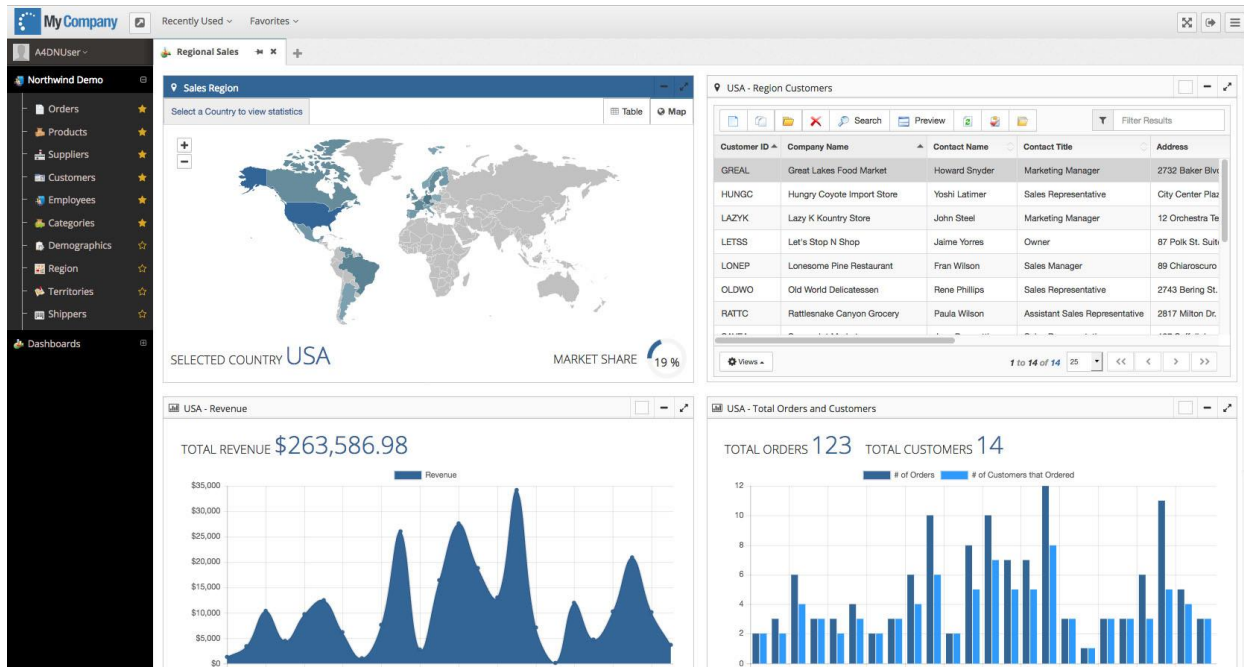 MyCompany
Recently Used
Favorites
A4DNUser
Regional Sales
Northwind Demo
Orders
Products
Suppliers
Customers
Employees
Categories
Demographics
Region
Territories
Shippers
Dashboards
Sales Region
Select a Country to view statistics
Table Map
+
-
SELECTED COUNTRY USA
MARKET SHARE 19 %
USA - Region Customers
Search Preview Filter Results
Customer ID Company Name Contact Name Contact Title Address
GREAL Great Lakes Food Market Howard Snyder Marketing Manager 2732 Baker Blv
HUNGC Hungry Coyote Import Store Yoshi Latimer Sales Representative City Center Plaz
LAZYK Lazy K Kountry Store John Steel Marketing Manager 12 Orchestra Te
LETSS Let's Stop N Shop Jaime Yorres Owner 87 Polk St. Suit
LONEP Lonesome Pine Restaurant Fran Wilson Sales Manager 89 Chiaroscuro
OLDWO Old World Delicatessen Rene Phillips Sales Representative 2743 Bering St.
RATTC Rattlesnake Canyon Grocery Paula Wilson Assistant Sales Representative 2817 Milton Dr.
Views
1 to 14 of 14 25 << < > >>
USA - Revenue
TOTAL REVENUE $263,586.98
Revenue
$35,000
$30,000
$25,000
$20,000
$15,000
$10,000
$5,000
$0
USA - Total Orders and Customers
TOTAL ORDERS 123 TOTAL CUSTOMERS 14
# of Orders # of Customers that Ordered
12
10
8
6
4
2
0